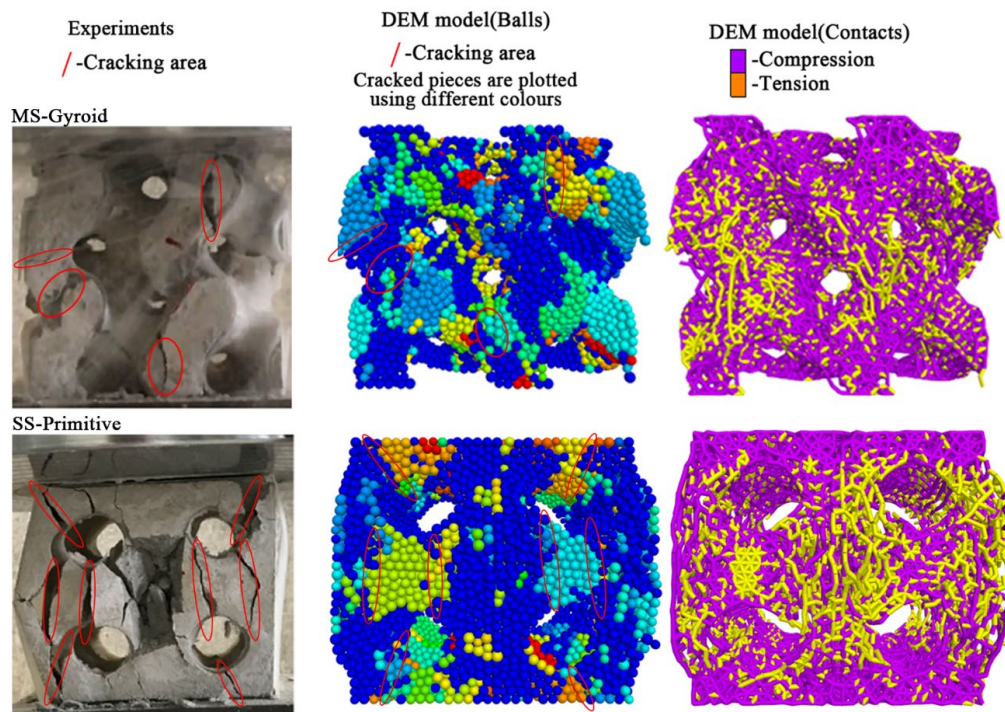 Experiments
-Cracking area
DEM model(Balls)
-Cracking area
Cracked pieces are plotted
using different colours
DEM model(Contacts)
-Compression
-Tension
MS-Gyroid
SS-Primitive